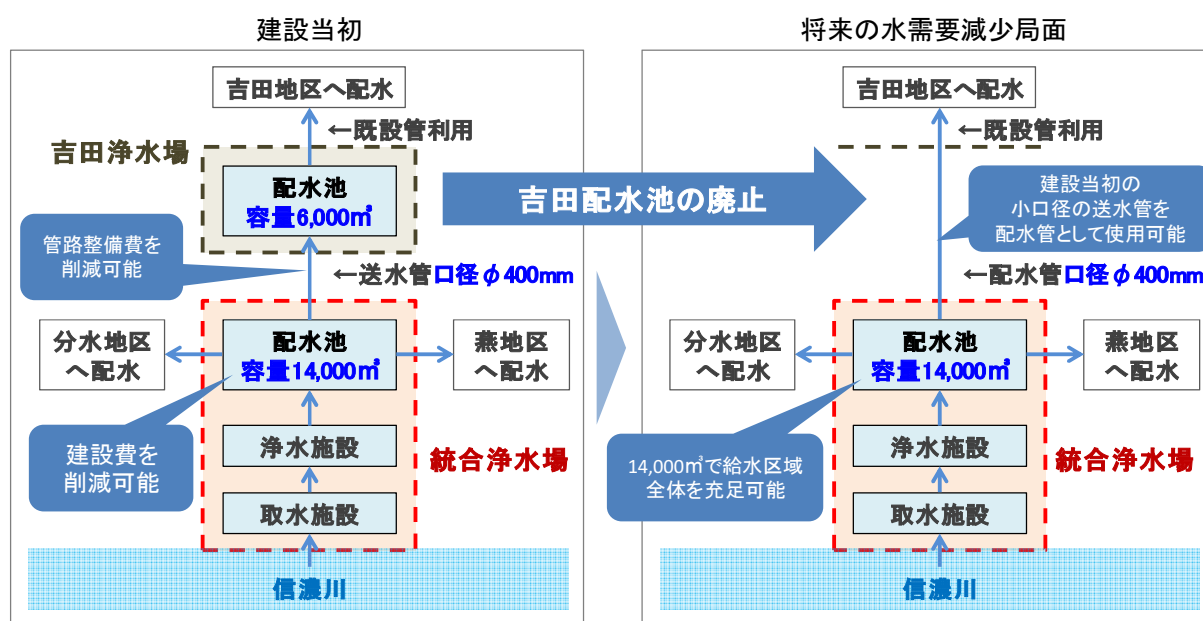 建設当初
吉田地区へ配水
←既設管利用
吉田浄水場
配水池
容量6,000㎥
管路整備費を
削減可能
←送水管口径φ400mm
分水地区
へ配水
配水池
容量14,000㎥
燕地区
へ配水
建設費を
削減可能
浄水施設
統合浄水場
取水施設
信濃川
吉田配水池の廃止
将来の水需要減少局面
吉田地区へ配水
←既設管利用
建設当初の
小口径の送水管を
配水管として使用可能
←配水管口径φ400mm
分水地区
へ配水
配水池
容量14,000㎥
燕地区
へ配水
14,000㎥で給水区域
全体を充足可能
浄水施設
統合浄水場
取水施設
信濃川